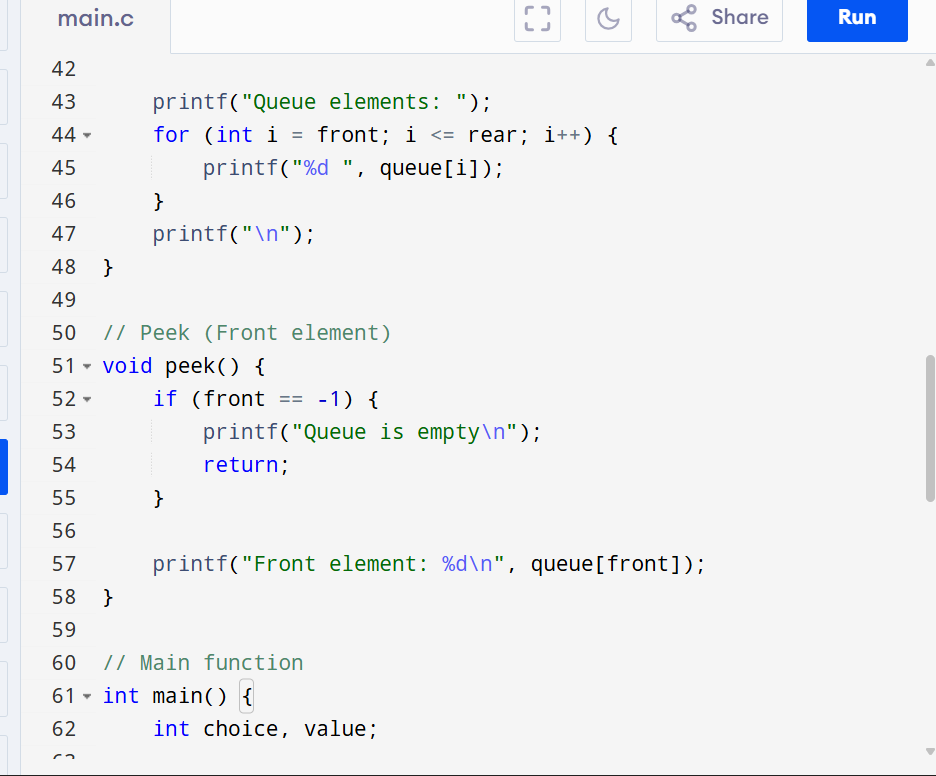 main.c
Share
Run
42
43 printf("Queue elements: ");
44 for (int i = front; i <= rear; i++) {
45 printf("%d ", queue[i]);
46 }
47 printf("\n");
48 }
49
50 // Peek (Front element)
51 void peek() {
52 if (front == -1) {
53 printf("Queue is empty\n");
54 return;
55 }
56
57 printf("Front element: %d\n", queue[front]);
58 }
59
60 // Main function
61 int main() {
62 int choice, value;